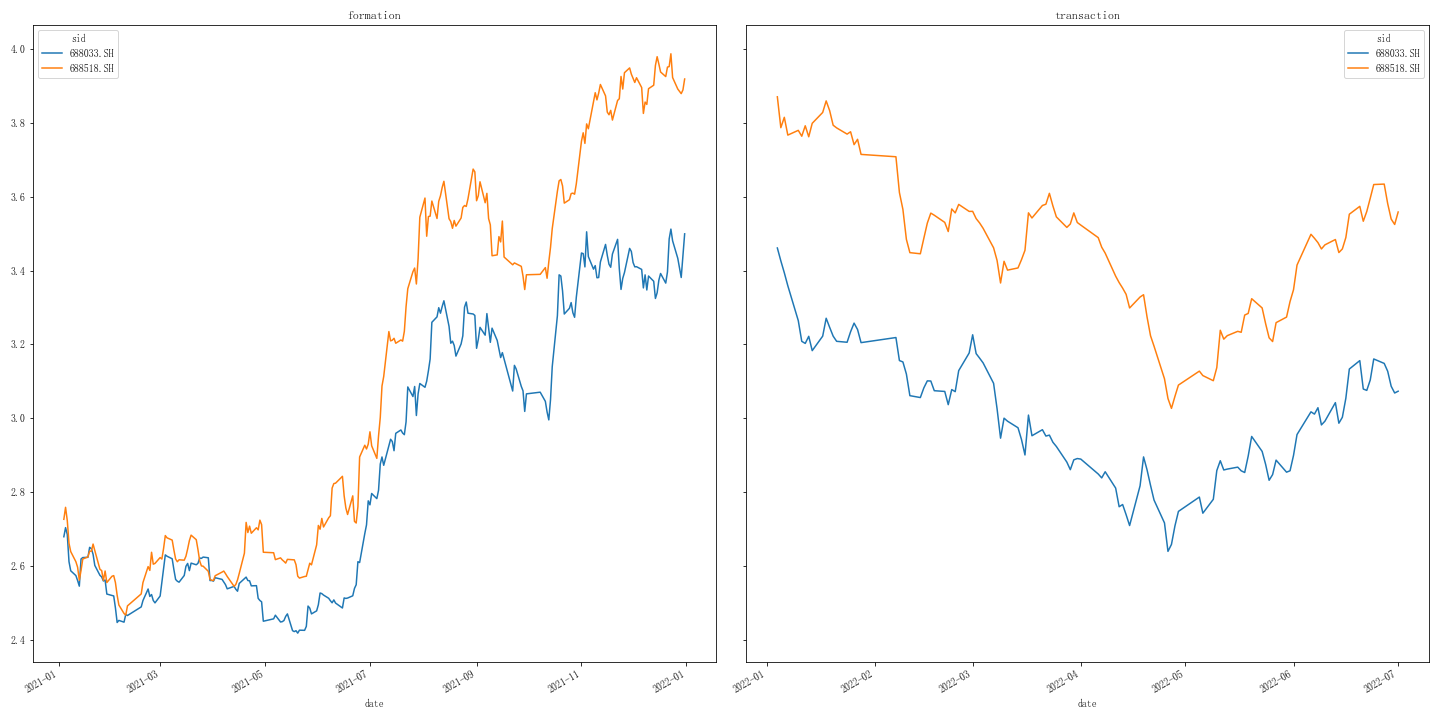 formation
transaction
sid
688033.SH
688518.SH
sid
688033.SH
688518.SH
4.0
3.8
3.6
3.4
3.2
3.0
2.8
2.6
2.4
2021-01
2021-03
2021-05
2021-07
2021-09
2021-11
2022-01
2022-01
2022-02
2022-03
2022-04
2022-05
2022-06
2022-07
date
date